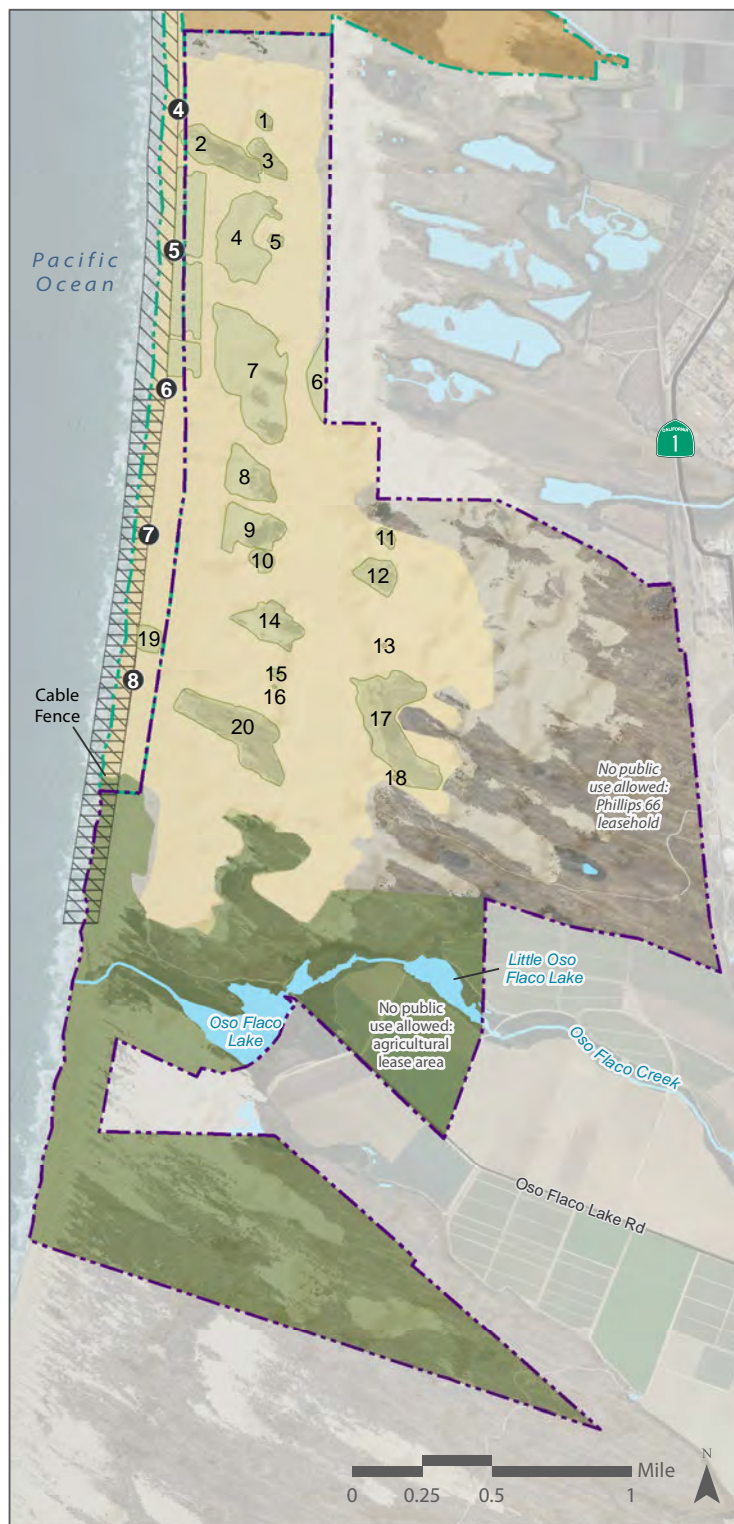 4
1
2
3
4
5
5
Pacific
Ocean
7
6
6
CALIFORNIA
1
8
7
9
10
11
12
14
19
13
8
15
16
Cable
Fence
17
20
18
No public
use allowed:
Phillips 66
leasehold
Little Oso
Flaco Lake
No public
use allowed:
agricultural
lease area
Oso Flaco
Lake
Oso Flaco Creek
Oso Flaco Lake Rd
N
Mile
0 0.25 0.5 1